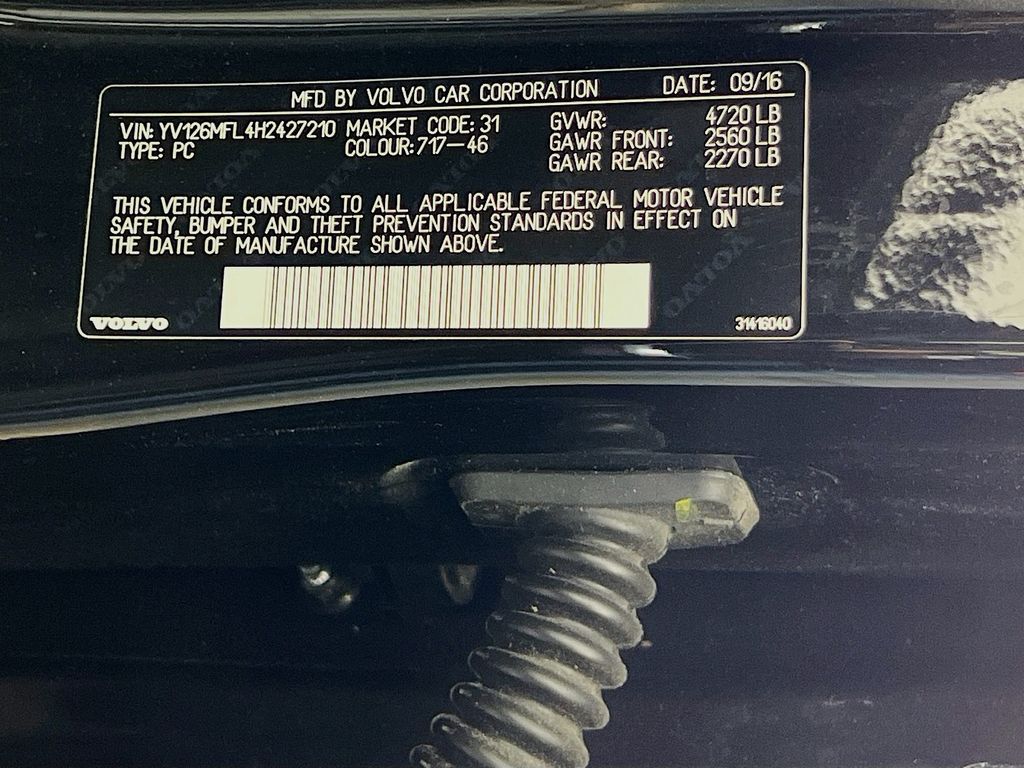 MFD BY VOLVO CAR CORPORATION DATE: 09/16
VIN: YV126MFL4H2427210 MARKET CODE: 31 GVWR: 4720 LB
TYPE: PC COLOUR: 717-46 GAWR FRONT: 2560 LB
GAWR REAR: 2270 LB
THIS VEHICLE CONFORMS TO ALL APPLICABLE FEDERAL MOTOR VEHICLE
SAFETY, BUMPER AND THEFT PREVENTION STANDARDS IN EFFECT ON
THE DATE OF MANUFACTURE SHOWN ABOVE.
VOLVO 31416040